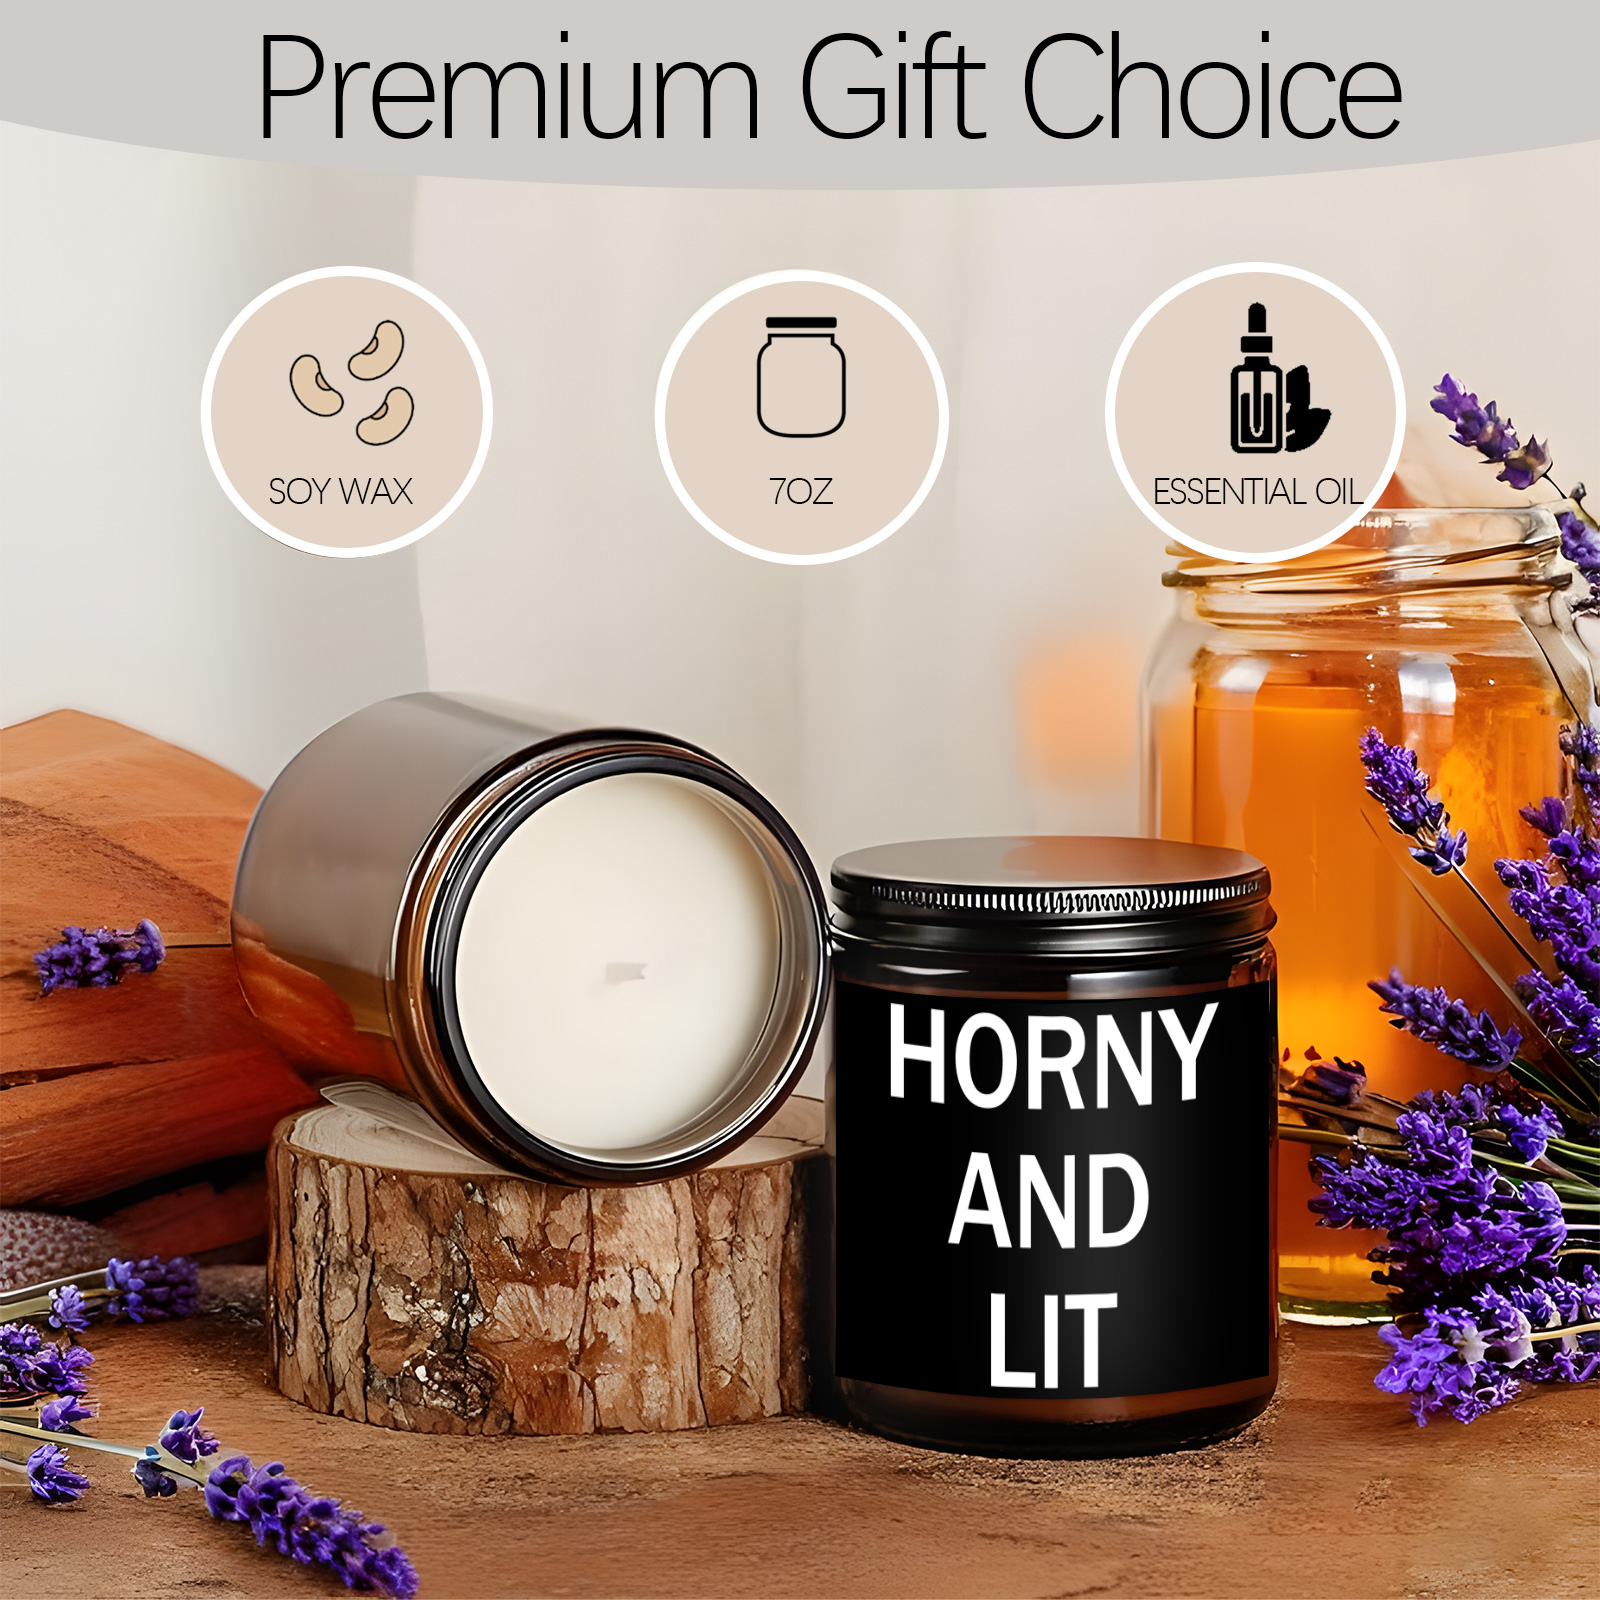 Premium Gift Choice
SOY WAX
7OZ
ESSENTIAL OIL
HORNY
AND
LIT